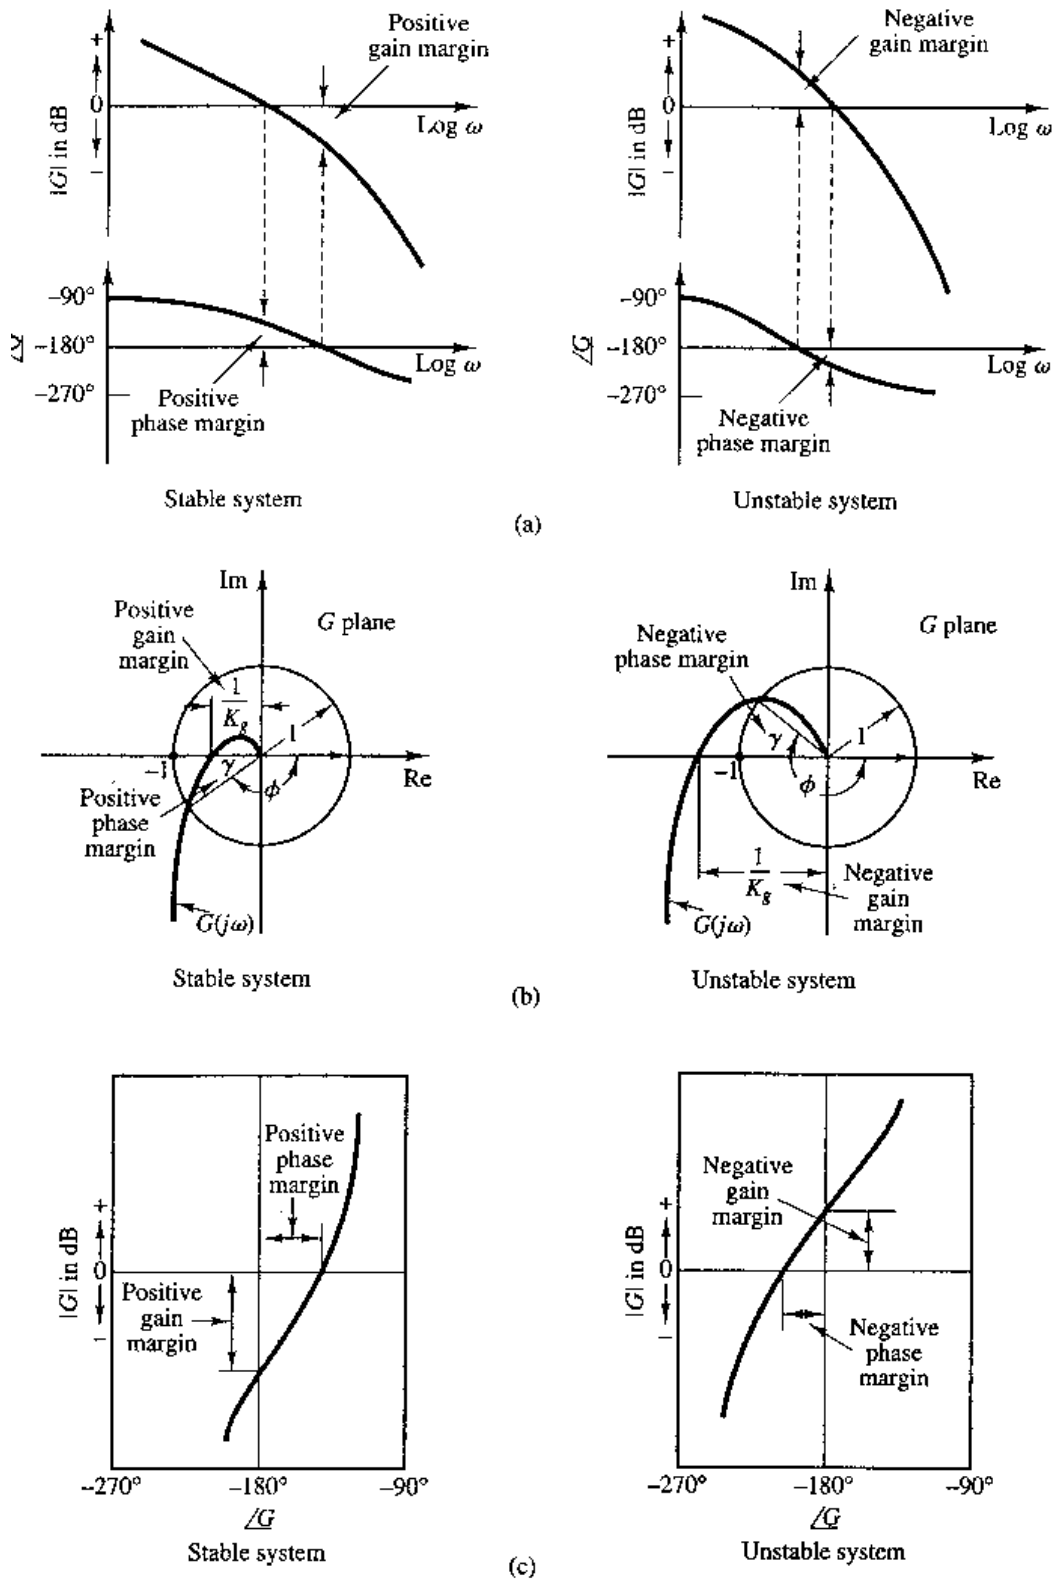 Positive
gain margin
+
0
−
|G| in dB
Log ω
−90°
−180°
−270°
Log ω
Positive
phase margin
Stable system
Negative
gain margin
+
0
−
|G| in dB
Log ω
−90°
∠G
−180°
−270°
Log ω
Negative
phase margin
Unstable system
(a)
Im
Positive
gain
margin
G plane
1
K_g
1
−1
γ
ϕ
Re
Positive
phase
margin
G(jω)
Stable system
Im
Negative
phase margin
G plane
1
γ
−1
ϕ
Re
1
K_g
Negative
gain
margin
G(jω)
Unstable system
(b)
Positive
phase
margin
+
0
−
|G| in dB
Positive
gain
margin
−270°
−180°
−90°
∠G
Stable system
Negative
gain
margin
+
0
−
|G| in dB
Negative
phase
margin
−270°
−180°
−90°
∠G
Unstable system
(c)